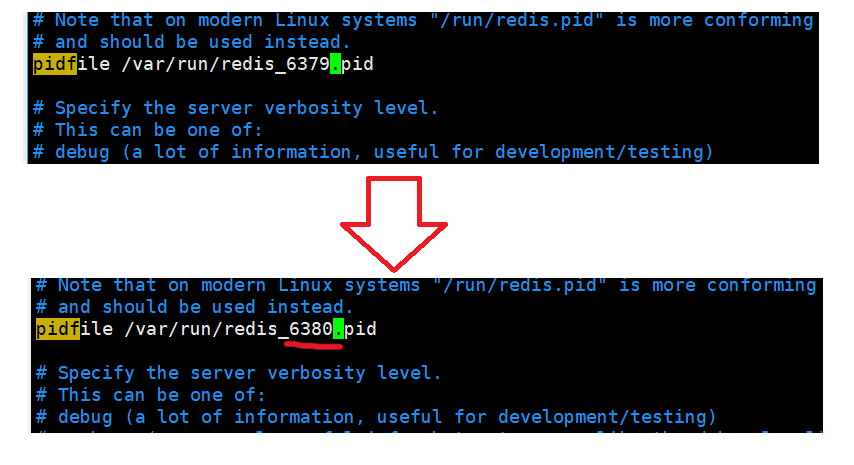 # Note that on modern Linux systems "/run/redis.pid" is more conforming
# and should be used instead.
pidfile /var/run/redis_6379.pid
# Specify the server verbosity level.
# This can be one of:
# debug (a lot of information, useful for development/testing)
# Note that on modern Linux systems "/run/redis.pid" is more conforming
# and should be used instead.
pidfile /var/run/redis_6380.pid
# Specify the server verbosity level.
# This can be one of:
# debug (a lot of information, useful for development/testing)